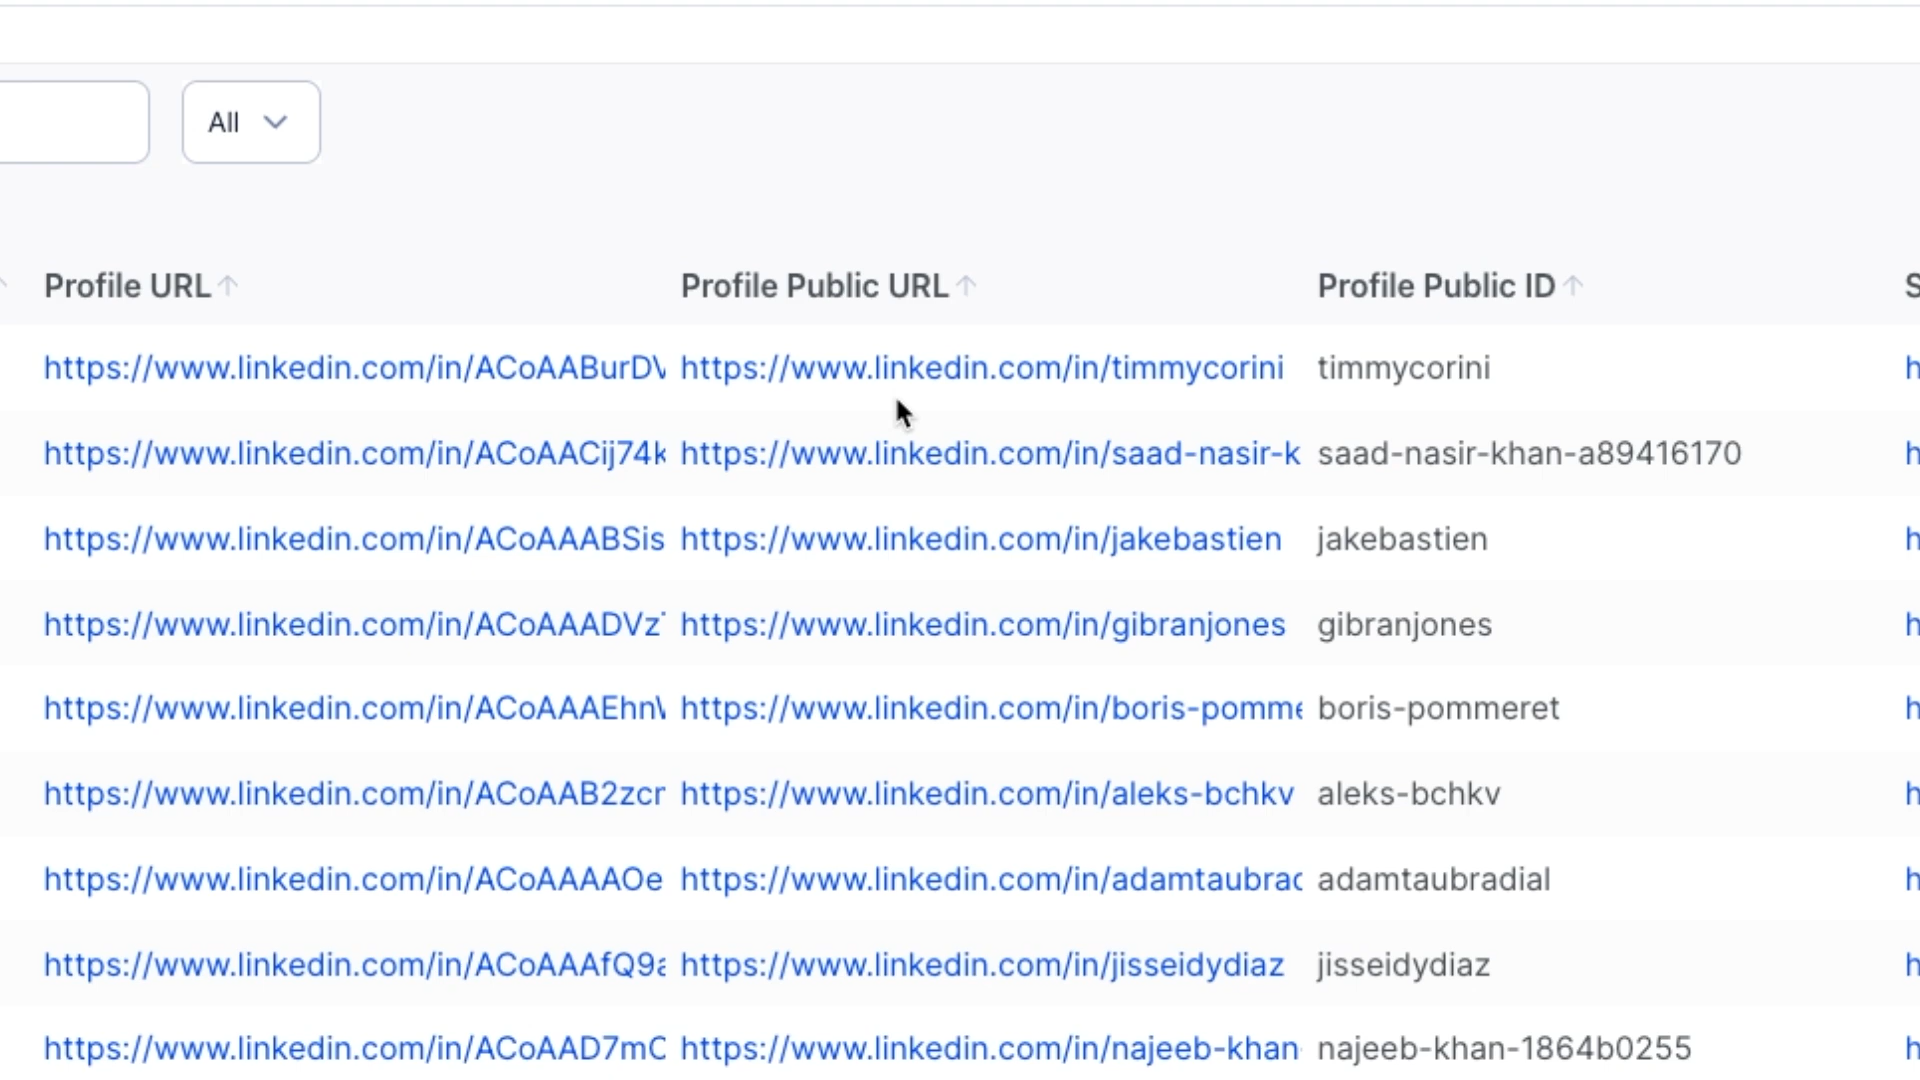 All
Profile URL Profile Public URL Profile Public ID S
https://www.linkedin.com/in/ACoAABurDV https://www.linkedin.com/in/timmycorini timmycorini h
https://www.linkedin.com/in/ACoAACij74k https://www.linkedin.com/in/saad-nasir-k saad-nasir-khan-a89416170 h
https://www.linkedin.com/in/ACoAAABSis https://www.linkedin.com/in/jakebastien jakebastien h
https://www.linkedin.com/in/ACoAAADVz https://www.linkedin.com/in/gibranjones gibranjones h
https://www.linkedin.com/in/ACoAAAEhn https://www.linkedin.com/in/boris-pomme boris-pommeret h
https://www.linkedin.com/in/ACoAAB2zc https://www.linkedin.com/in/aleks-bchkv aleks-bchkv h
https://www.linkedin.com/in/ACoAAAAOe https://www.linkedin.com/in/adamtaubra adamtaubradial h
https://www.linkedin.com/in/ACoAAAfQ9 https://www.linkedin.com/in/jisseidydiaz jisseidydiaz h
https://www.linkedin.com/in/ACoAAD7m https://www.linkedin.com/in/najeeb-khan- najeeb-khan-1864b0255 h